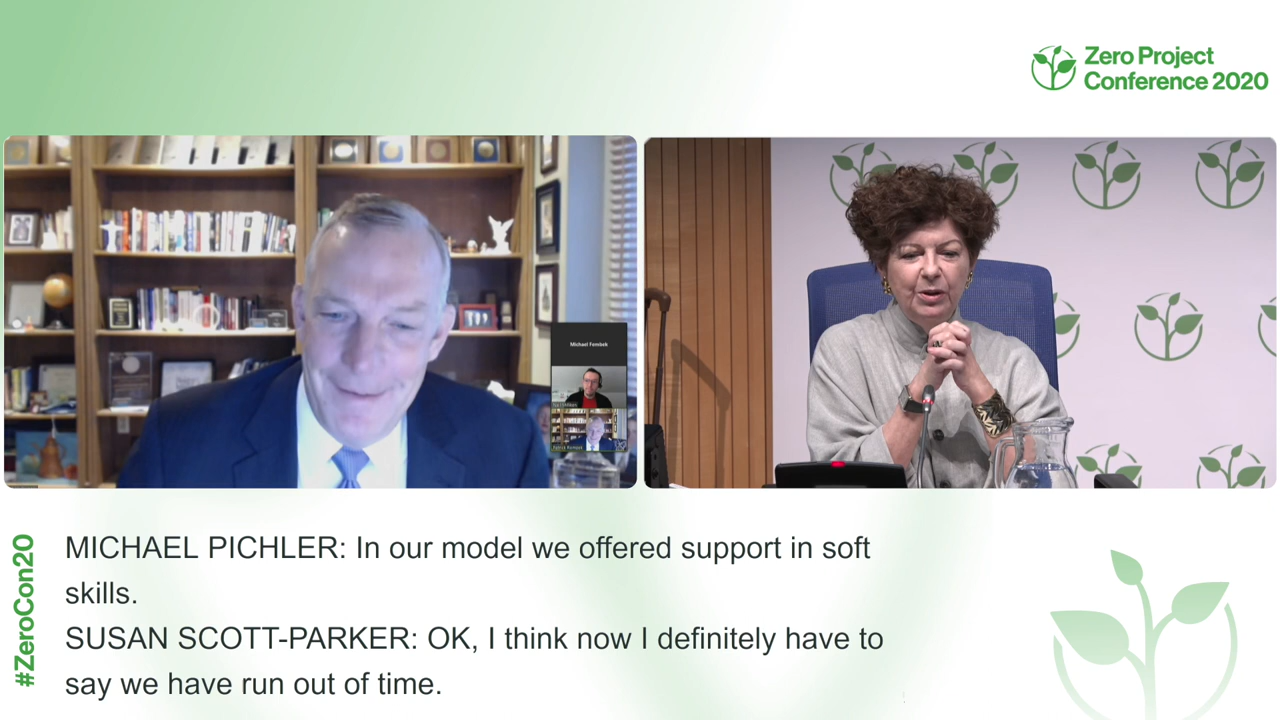 Zero Project
Conference 2020
Michael Fembek
#ZeroCon20
MICHAEL PICHLER: In our model we offered support in soft
skills.
SUSAN SCOTT-PARKER: OK, I think now I definitely have to
say we have run out of time.